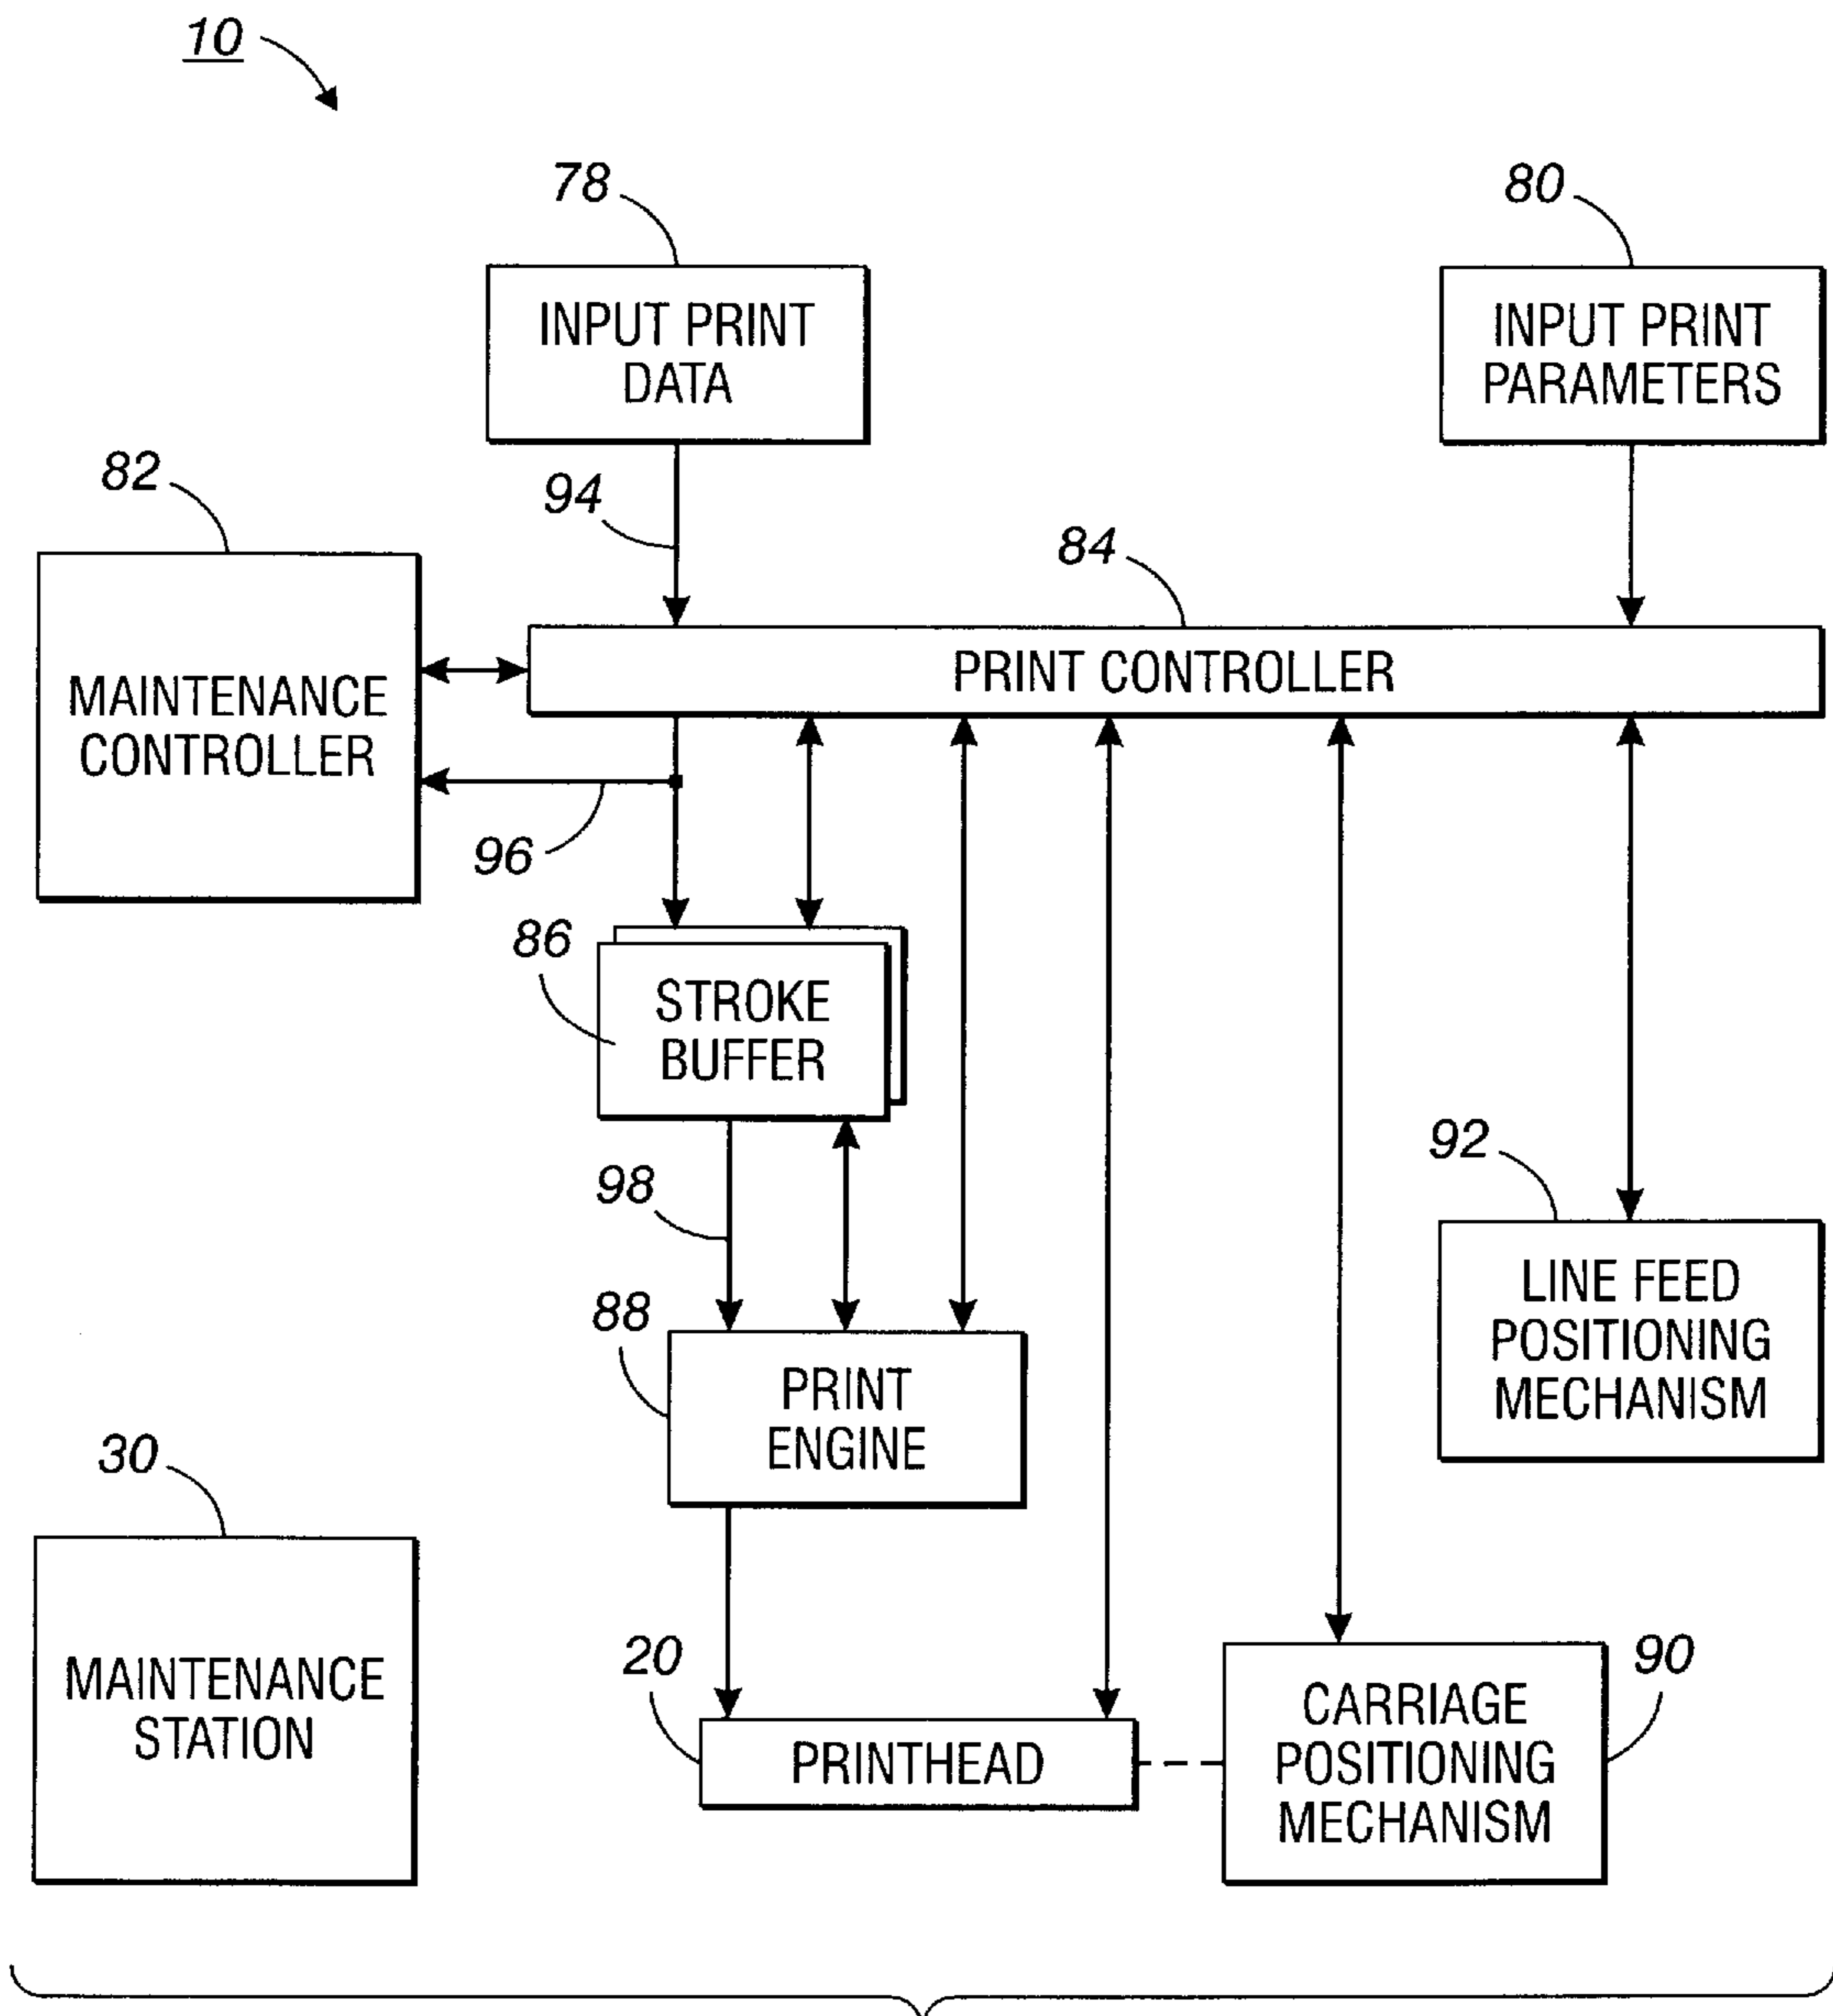 10
78
80
INPUT PRINT
DATA
INPUT PRINT
PARAMETERS
82
94
84
MAINTENANCE
CONTROLLER
PRINT CONTROLLER
96
86
STROKE
BUFFER
98
92
88
LINE FEED
POSITIONING
MECHANISM
PRINT
ENGINE
30
MAINTENANCE
STATION
20
PRINTHEAD
90
CARRIAGE
POSITIONING
MECHANISM